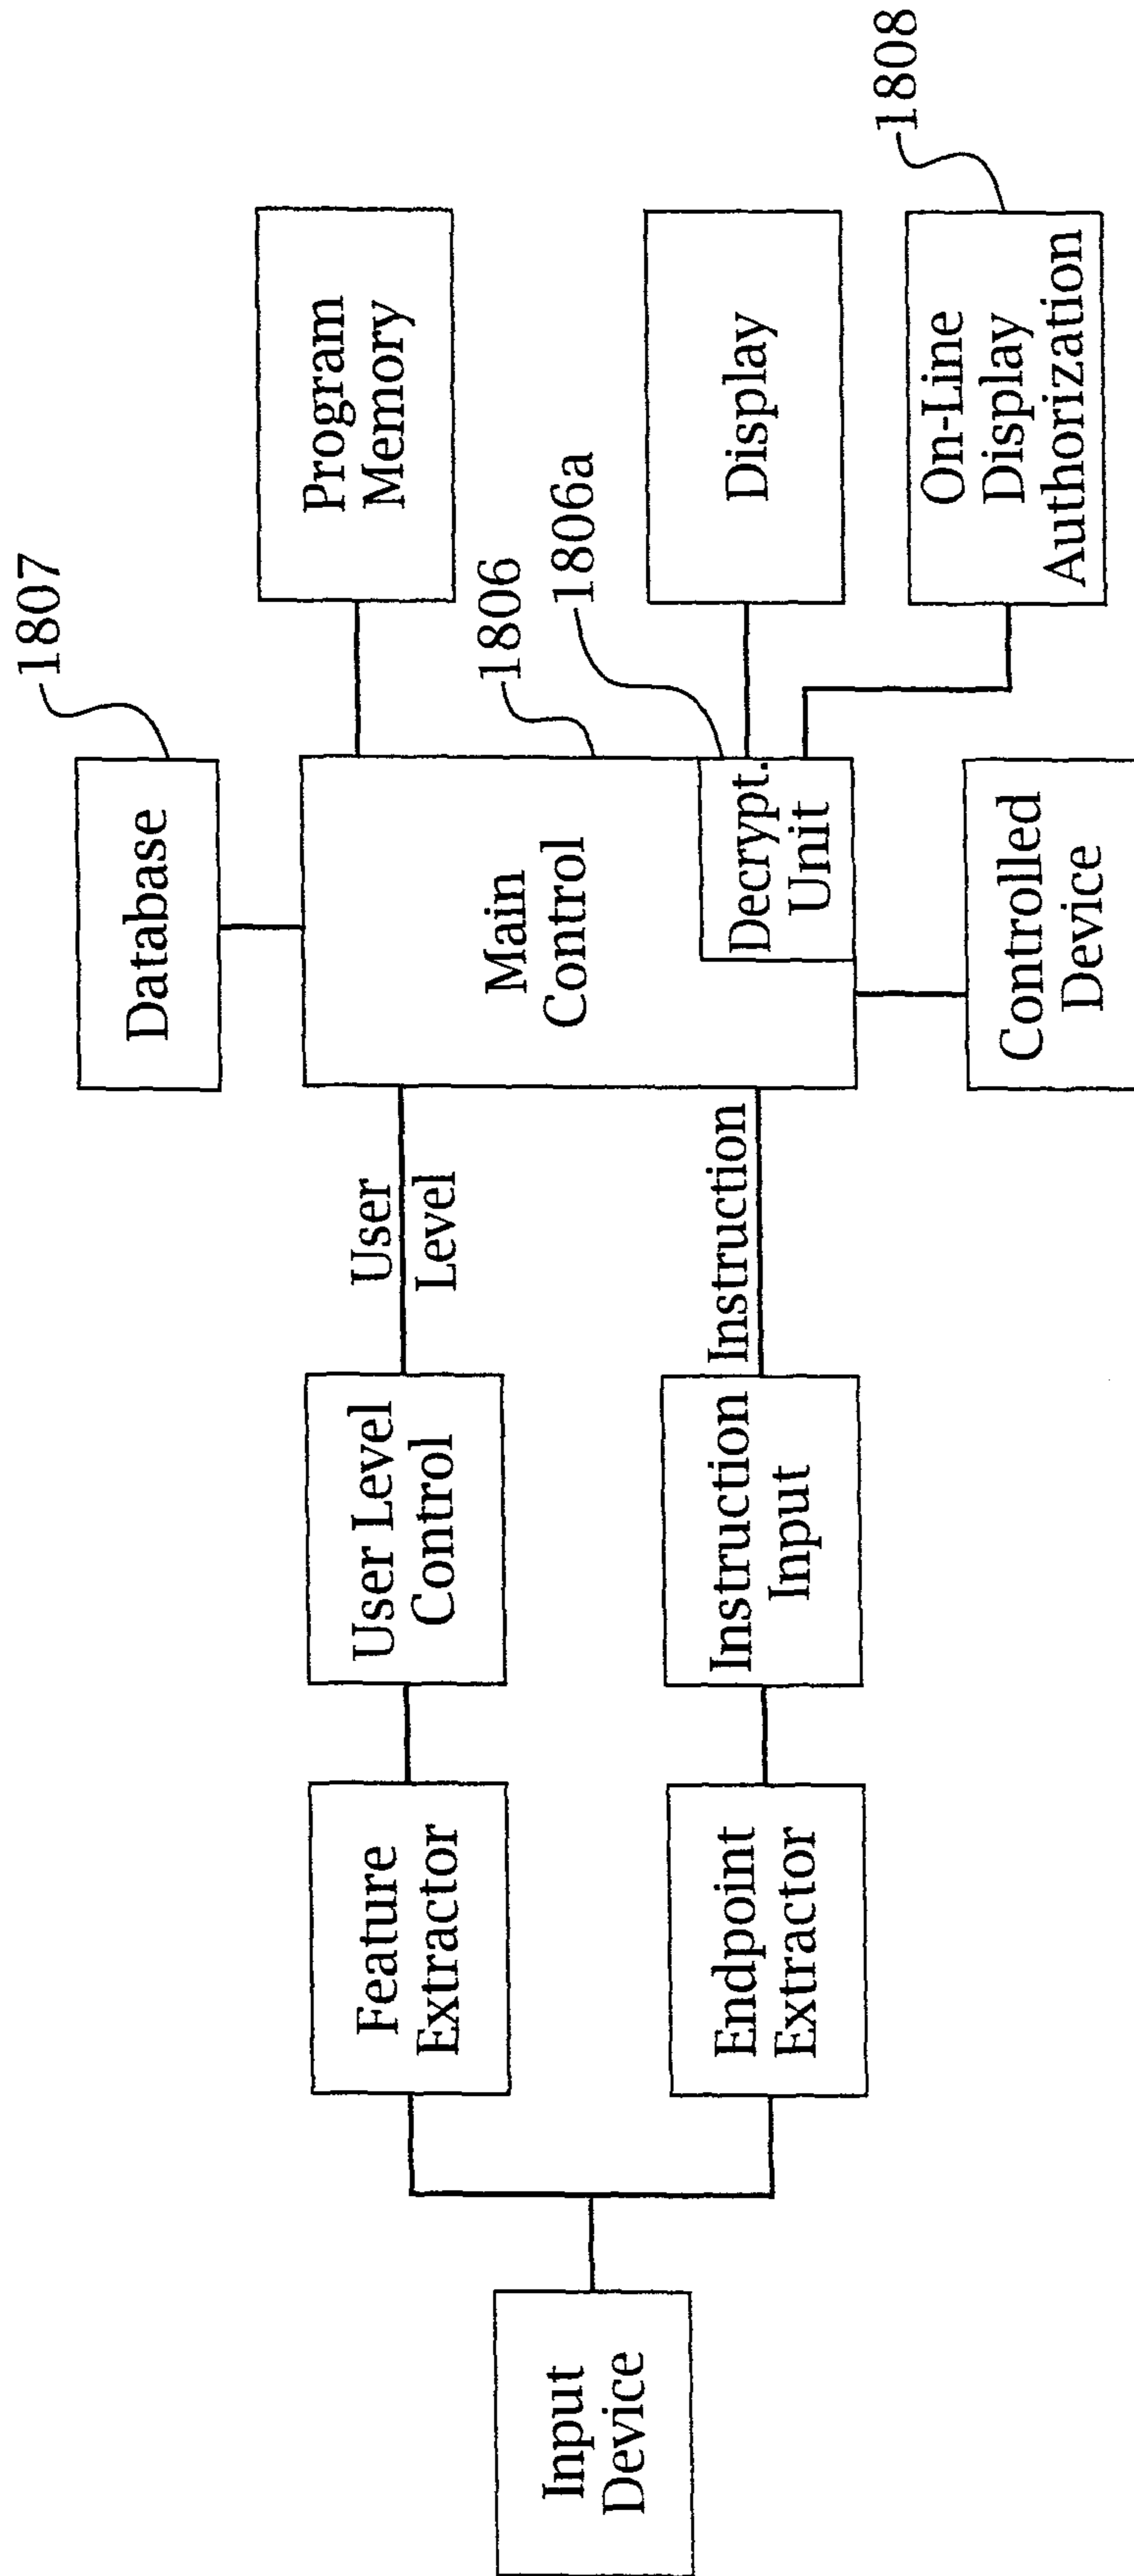 1807
Database
Program
Memory
1806
1806a
Main
Control
Decrypt.
Unit
Display
1808
On-Line
Display
Authorization
Controlled
Device
User
Level
Instruction
User Level
Control
Instruction
Input
Feature
Extractor
Endpoint
Extractor
Input
Device